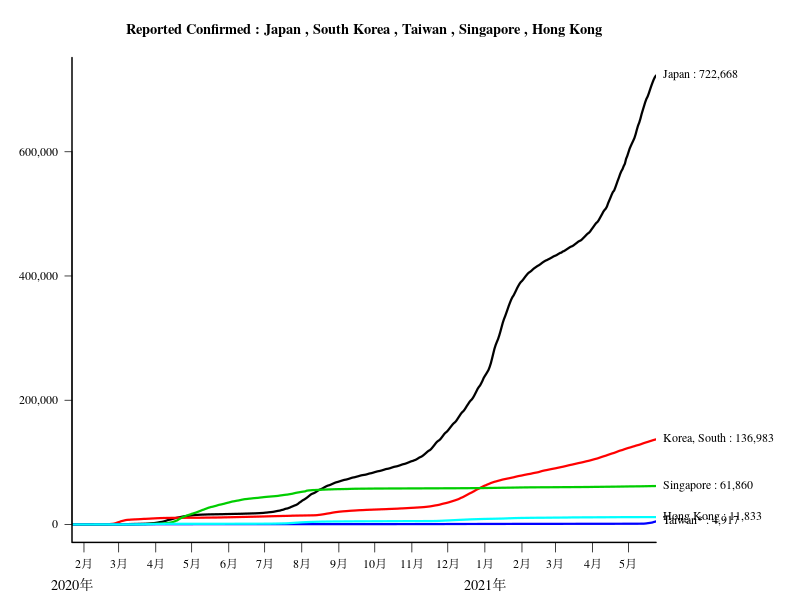 Reported Confirmed : Japan , South Korea , Taiwan , Singapore , Hong Kong
Japan : 722,668
600,000
400,000
200,000
Korea, South : 136,983
Singapore : 61,860
Hong Kong : 11,833
Taiwan* : 4,917
0
2月 3月 4月 5月 6月 7月 8月 9月 10月 11月 12月 1月 2月 3月 4月 5月
2020年 2021年